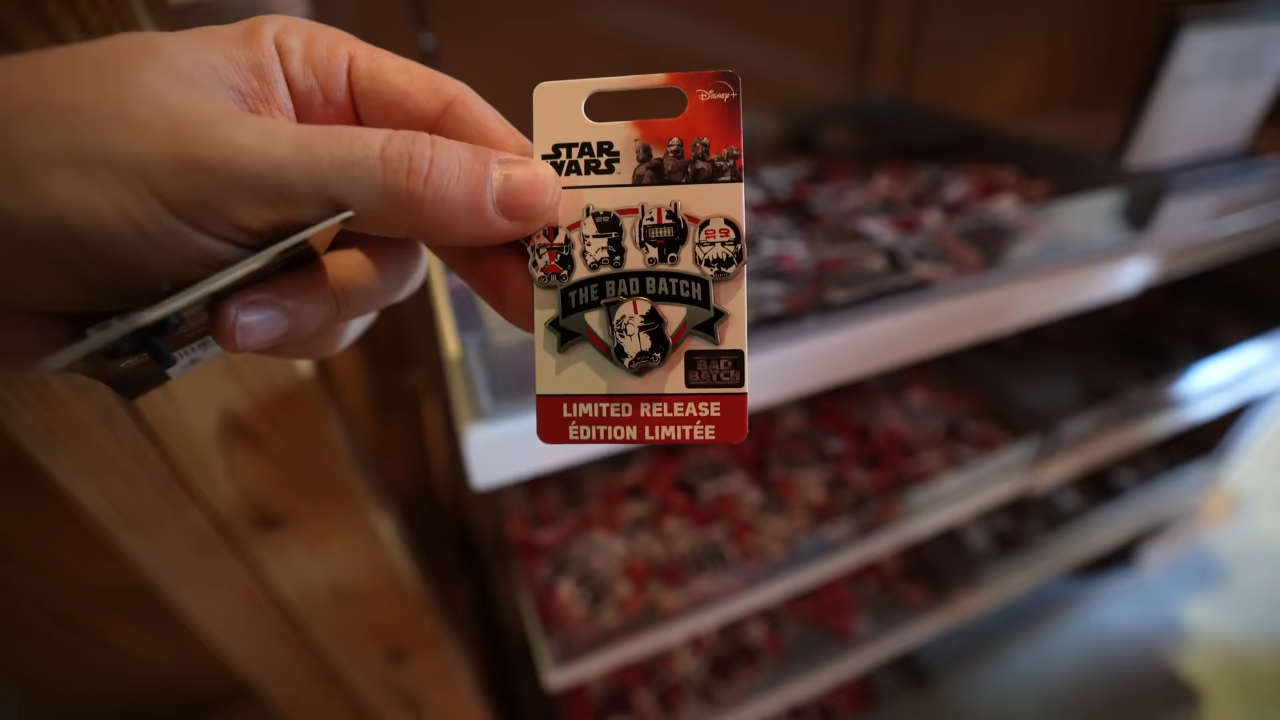 Disney+
STAR
WARS
THE BAD BATCH
BAD
BATCH
LIMITED RELEASE
ÉDITION LIMITÉE